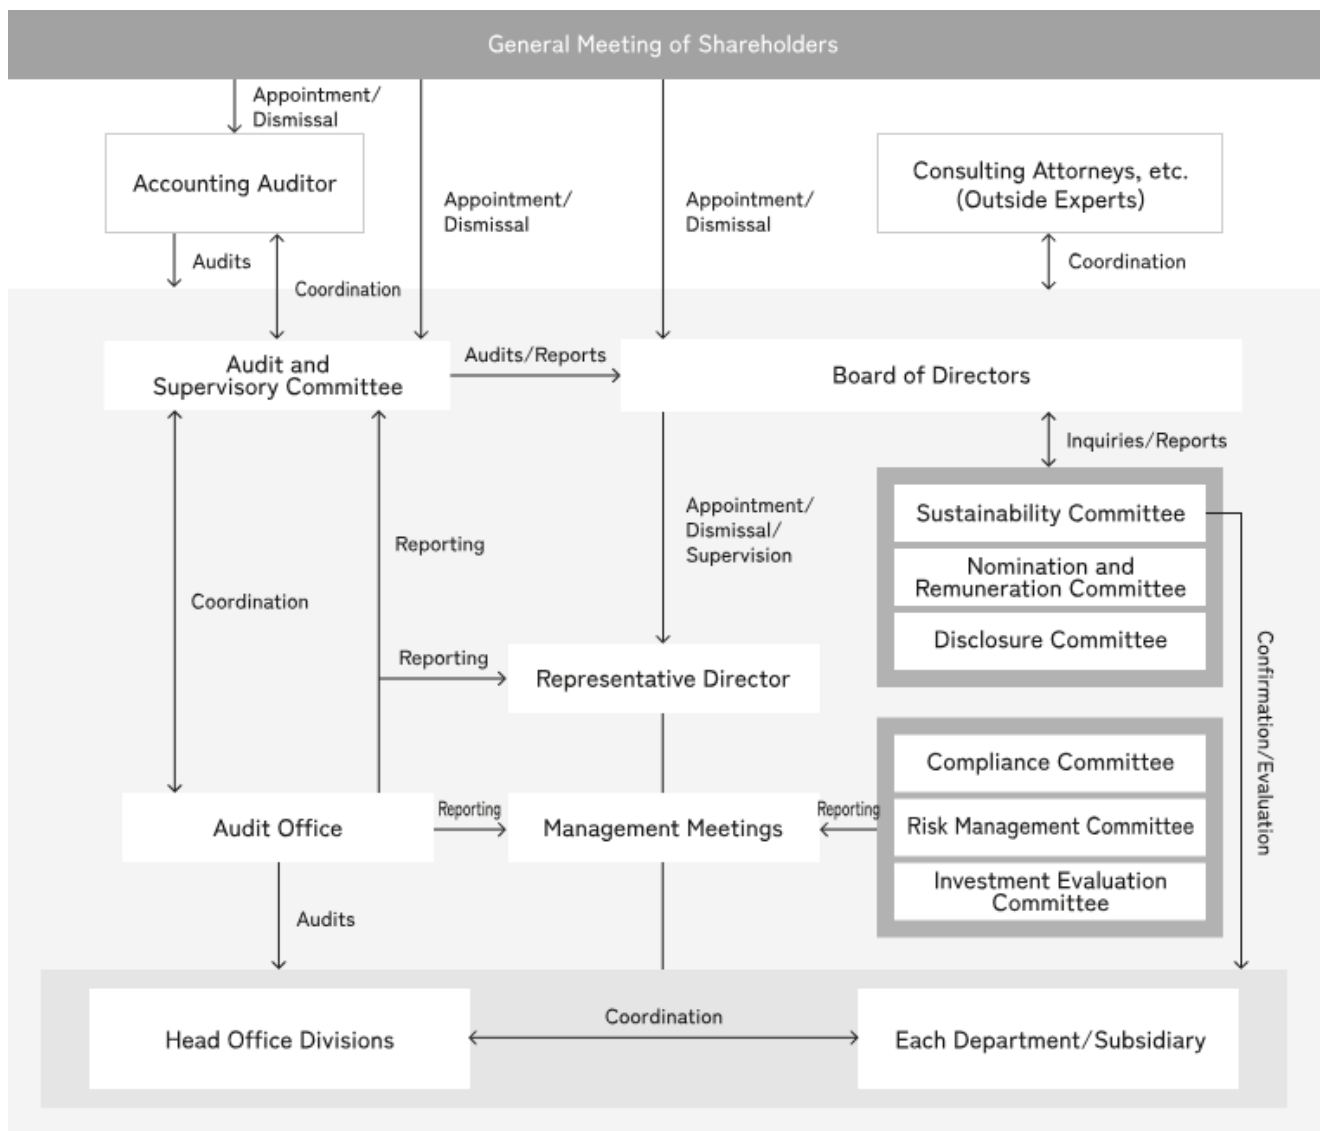 General Meeting of Shareholders
Appointment/
Dismissal
Accounting Auditor
Appointment/
Dismissal
Appointment/
Dismissal
Consulting Attorneys, etc.
(Outside Experts)
Audits
Coordination
Coordination
Audit and
Supervisory Committee
Audits/Reports
Board of Directors
Inquiries/Reports
Sustainability Committee
Nomination and
Remuneration Committee
Disclosure Committee
Appointment/
Dismissal/
Supervision
Reporting
Coordination
Reporting
Representative Director
Confirmation/Evaluation
Compliance Committee
Risk Management Committee
Investment Evaluation
Committee
Audit Office
Reporting
Management Meetings
Reporting
Audits
Head Office Divisions
Coordination
Each Department/Subsidiary